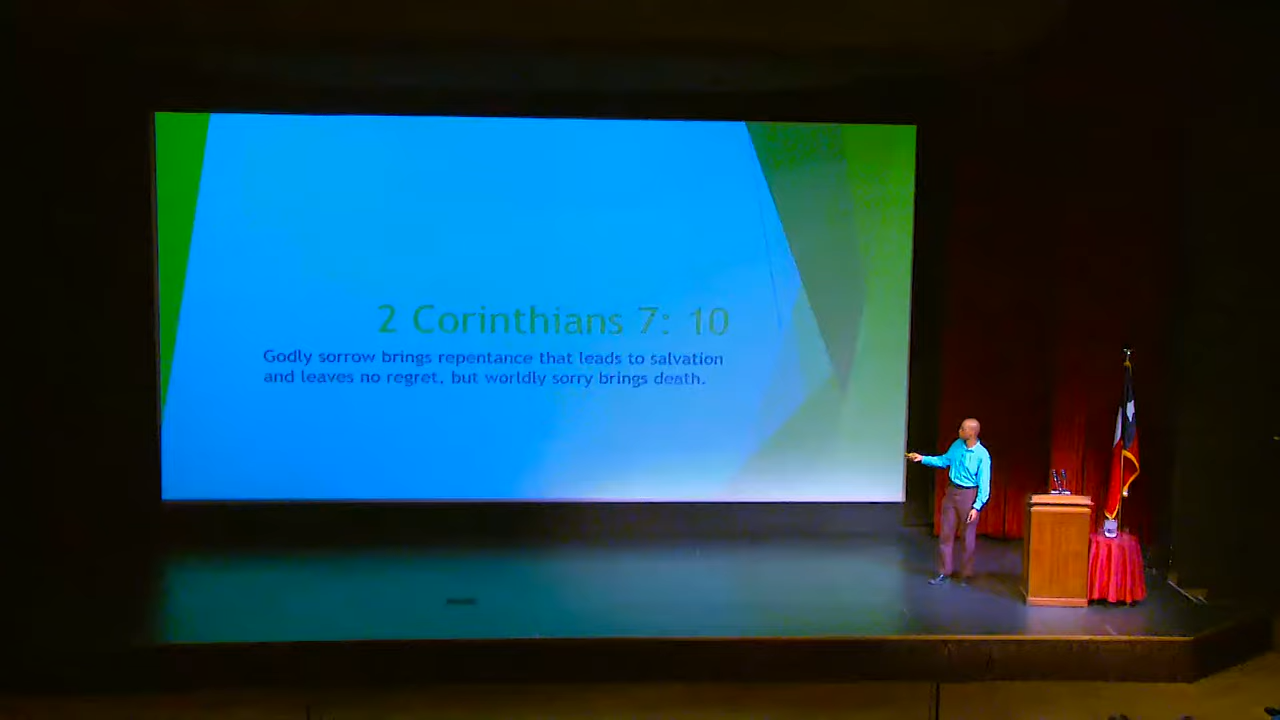 2 Corinthians 7: 10
Godly sorrow brings repentance that leads to salvation
and leaves no regret, but worldly sorry brings death.